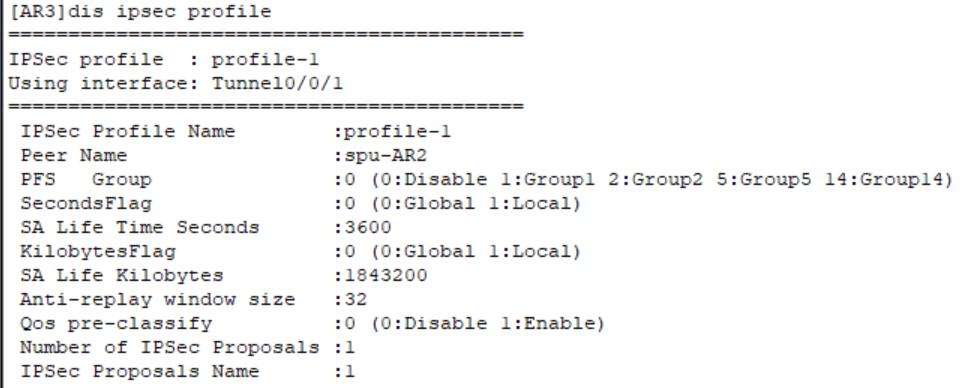 [AR3]dis ipsec profile
===========================================
IPSec profile  : profile-1
Using interface: Tunnel0/0/1
===========================================
 IPSec Profile Name        :profile-1
 Peer Name                 :spu-AR2
 PFS   Group               :0 (0:Disable 1:Group1 2:Group2 5:Group5 14:Group14)
 SecondsFlag               :0 (0:Global 1:Local)
 SA Life Time Seconds      :3600
 KilobytesFlag             :0 (0:Global 1:Local)
 SA Life Kilobytes         :1843200
 Anti-replay window size   :32
 Qos pre-classify          :0 (0:Disable 1:Enable)
 Number of IPSec Proposals :1
 IPSec Proposals Name      :1